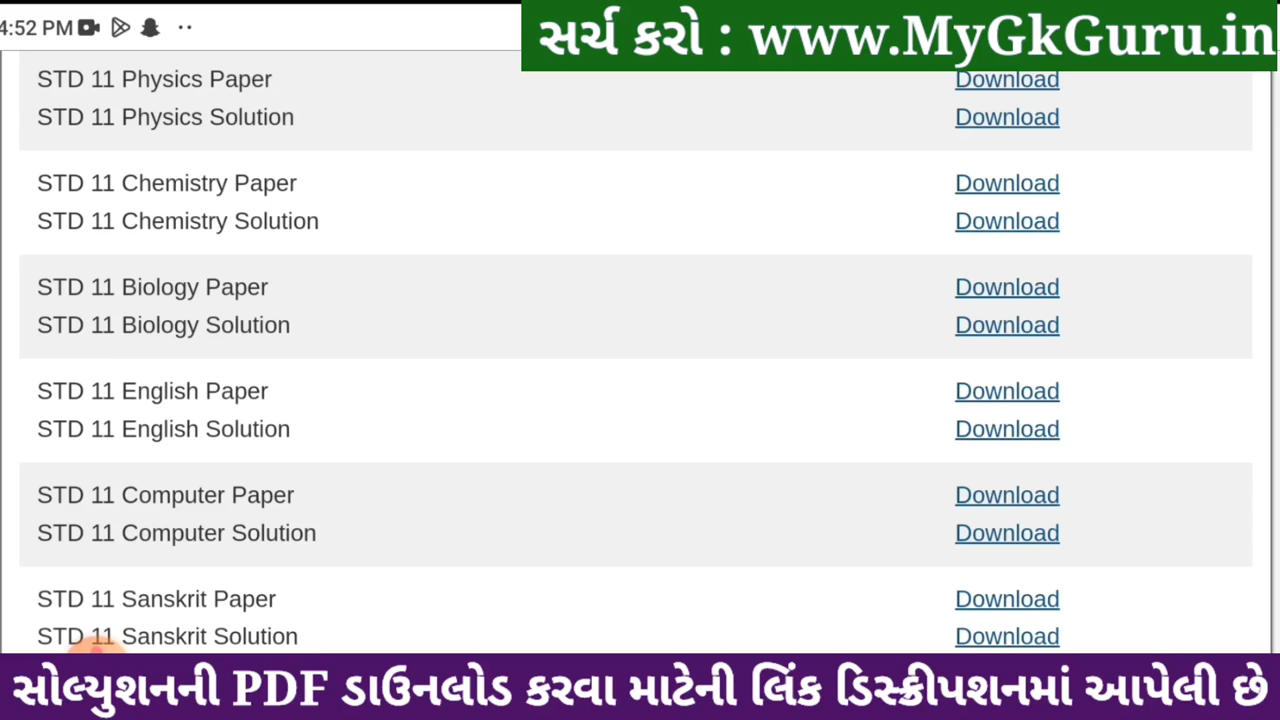 4:52 PM
સર્ચ કરો : www.MyGkGuru.in
STD 11 Physics Paper Download
STD 11 Physics Solution Download
STD 11 Chemistry Paper Download
STD 11 Chemistry Solution Download
STD 11 Biology Paper Download
STD 11 Biology Solution Download
STD 11 English Paper Download
STD 11 English Solution Download
STD 11 Computer Paper Download
STD 11 Computer Solution Download
STD 11 Sanskrit Paper Download
STD 11 Sanskrit Solution Download
સોલ્યુશનની PDF ડાઉનલોડ કરવા માટેની લિંક ડિસ્ક્રીપશનમાં આપેલી છે